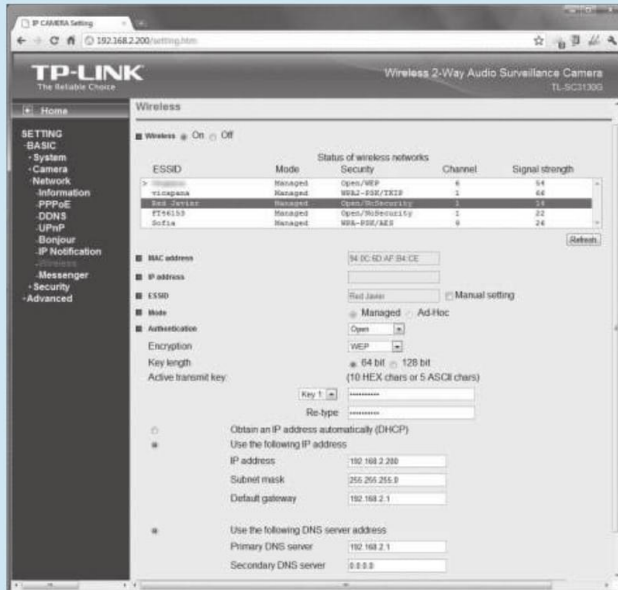 IP CAMERA Setting
192.168.2.200/setting.htm
TP-LINK
The Reliable Choice
Wireless 2-Way Audio Surveillance Camera
TL-SC3130G
Home
Wireless
SETTING
BASIC
System
Camera
Network
Information
PPPoE
DDNS
UPnP
Bonjour
IP Notification
Wireless
Messenger
Security
Advanced
Wireless On Off
Status of wireless networks
ESSID Mode Security Channel Signal strength
> Managed Open/WEP 6 54
vicapana Managed WPA2-PSK/TKIP 1 66
Red Javier Managed Open/NoSecurity 1 16
FT46153 Managed Open/NoSecurity 1 22
Sofia Managed WPA-PSK/AES 9 24
Refresh
MAC address
IP address
ESSID Red Javier Manual setting
Mode Managed Ad-Hoc
Authentication Open
Encryption WEP
Key length 64 bit 128 bit
Active transmit key: (10 HEX chars or 5 ASCII chars)
Key 1 ••••••••••
Re-type ••••••••••
Obtain an IP address automatically (DHCP)
Use the following IP address
IP address 192.168.2.200
Subnet mask 255.255.255.0
Default gateway 192.168.2.1
Use the following DNS server address
Primary DNS server 192.168.2.1
Secondary DNS server 0.0.0.0